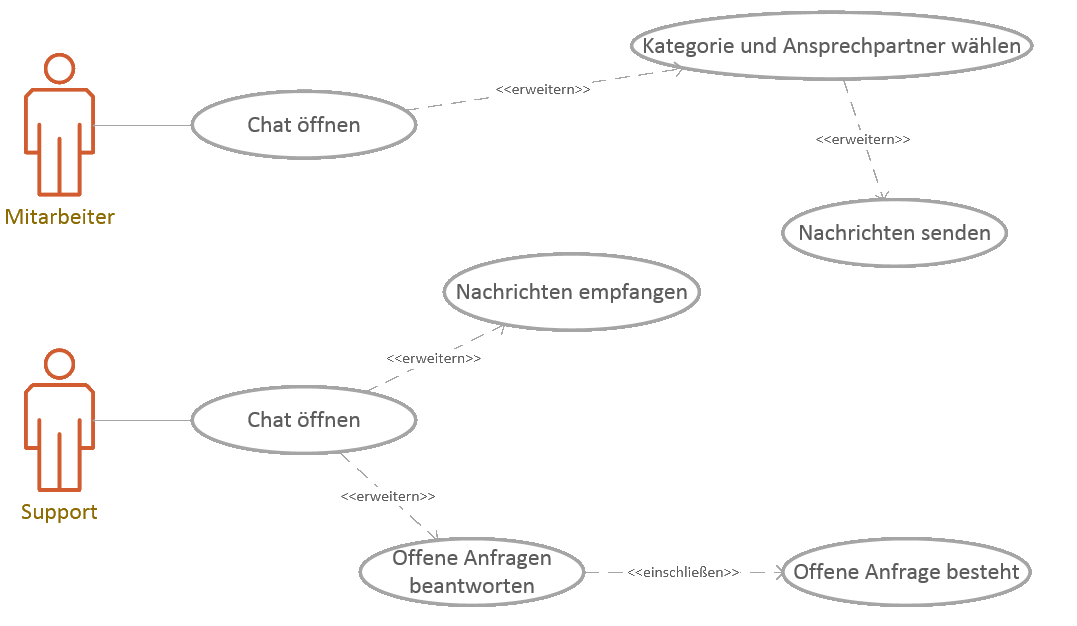 Kategorie und Ansprechpartner wählen
<<erweitern>>
Chat öffnen
<<erweitern>>
Mitarbeiter
Nachrichten senden
Nachrichten empfangen
<<erweitern>>
Chat öffnen
<<erweitern>>
Support
Offene Anfragen
beantworten
<<einschließen>>
Offene Anfrage besteht